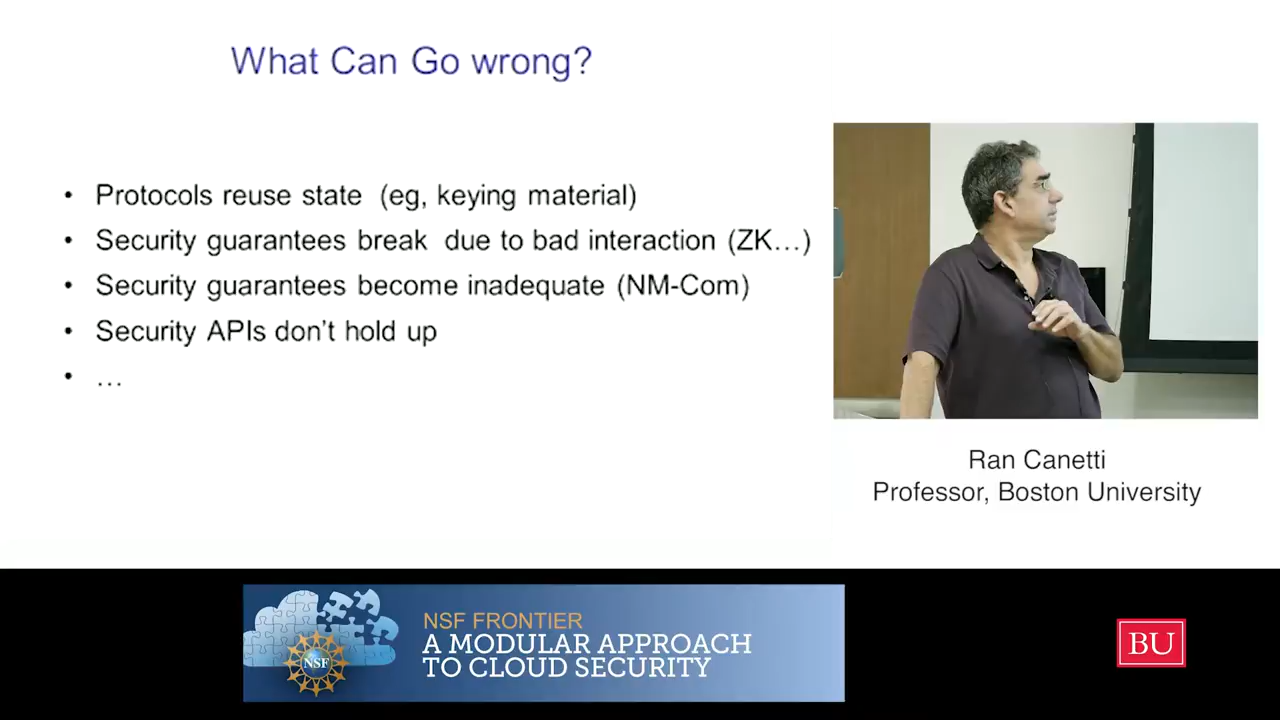 What Can Go wrong?
• Protocols reuse state (eg, keying material)
• Security guarantees break due to bad interaction (ZK…)
• Security guarantees become inadequate (NM-Com)
• Security APIs don't hold up
• …
Ran Canetti
Professor, Boston University
NSF
NSF FRONTIER
A MODULAR APPROACH
TO CLOUD SECURITY
BU